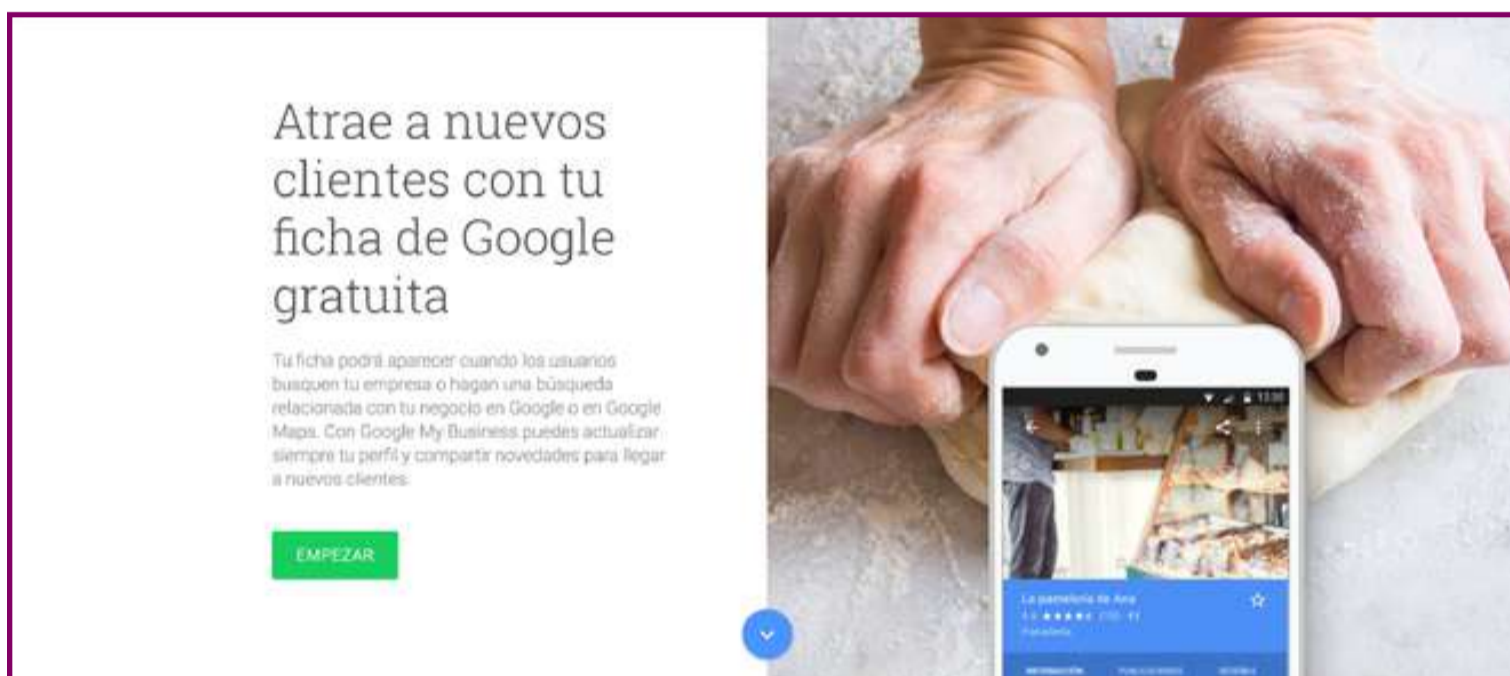 Atrae a nuevos
clientes con tu
ficha de Google
gratuita
Tu ficha podrá aparecer cuando los usuarios
busquen tu empresa o hagan una búsqueda
relacionada con tu negocio en Google o en Google
Maps. Con Google My Business puedes actualizar
siempre tu perfil y compartir novedades para llegar
a nuevos clientes.
EMPEZAR
La pastelería de Ana
Panadería
INFORMACIÓN